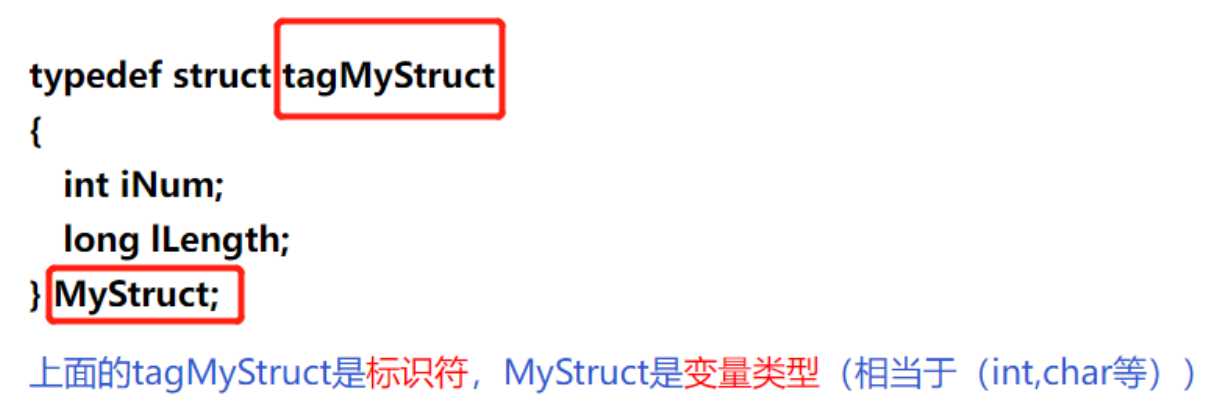 typedef struct tagMyStruct
{
int iNum;
long lLength;
} MyStruct;
上面的tagMyStruct是标识符，MyStruct是变量类型（相当于（int,char等））